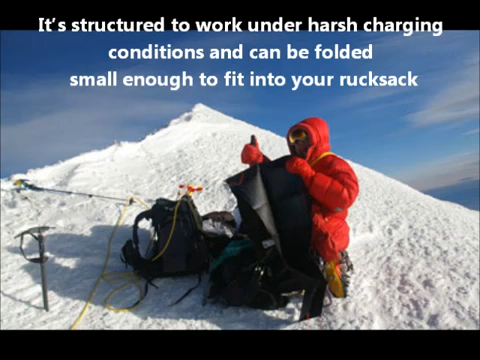 It's structured to work under harsh charging
conditions and can be folded
small enough to fit into your rucksack